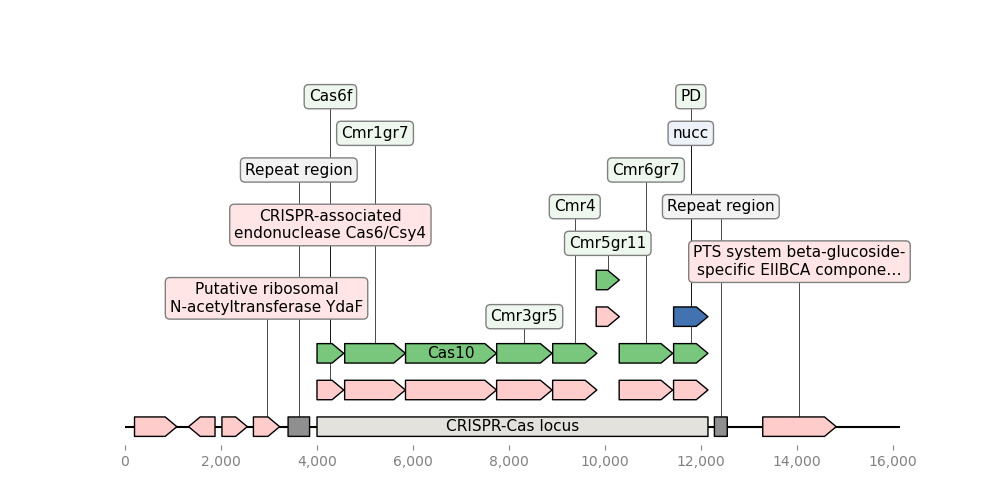 Cas6f
PD
Cmr1gr7
nucc
Repeat region
Cmr6gr7
CRISPR-associated
endonuclease Cas6/Csy4
Cmr4
Repeat region
Cmr5gr11
PTS system beta-glucoside-
specific EIIBCA compone…
Putative ribosomal
N-acetyltransferase YdaF
Cmr3gr5
Cas10
CRISPR-Cas locus
0
2,000
4,000
6,000
8,000
10,000
12,000
14,000
16,000